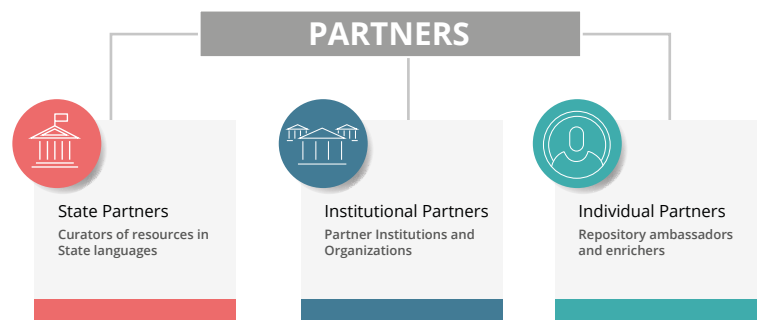 PARTNERS
State Partners
Curators of resources in
State languages
Institutional Partners
Partner Institutions and
Organizations
Individual Partners
Repository ambassadors
and enrichers